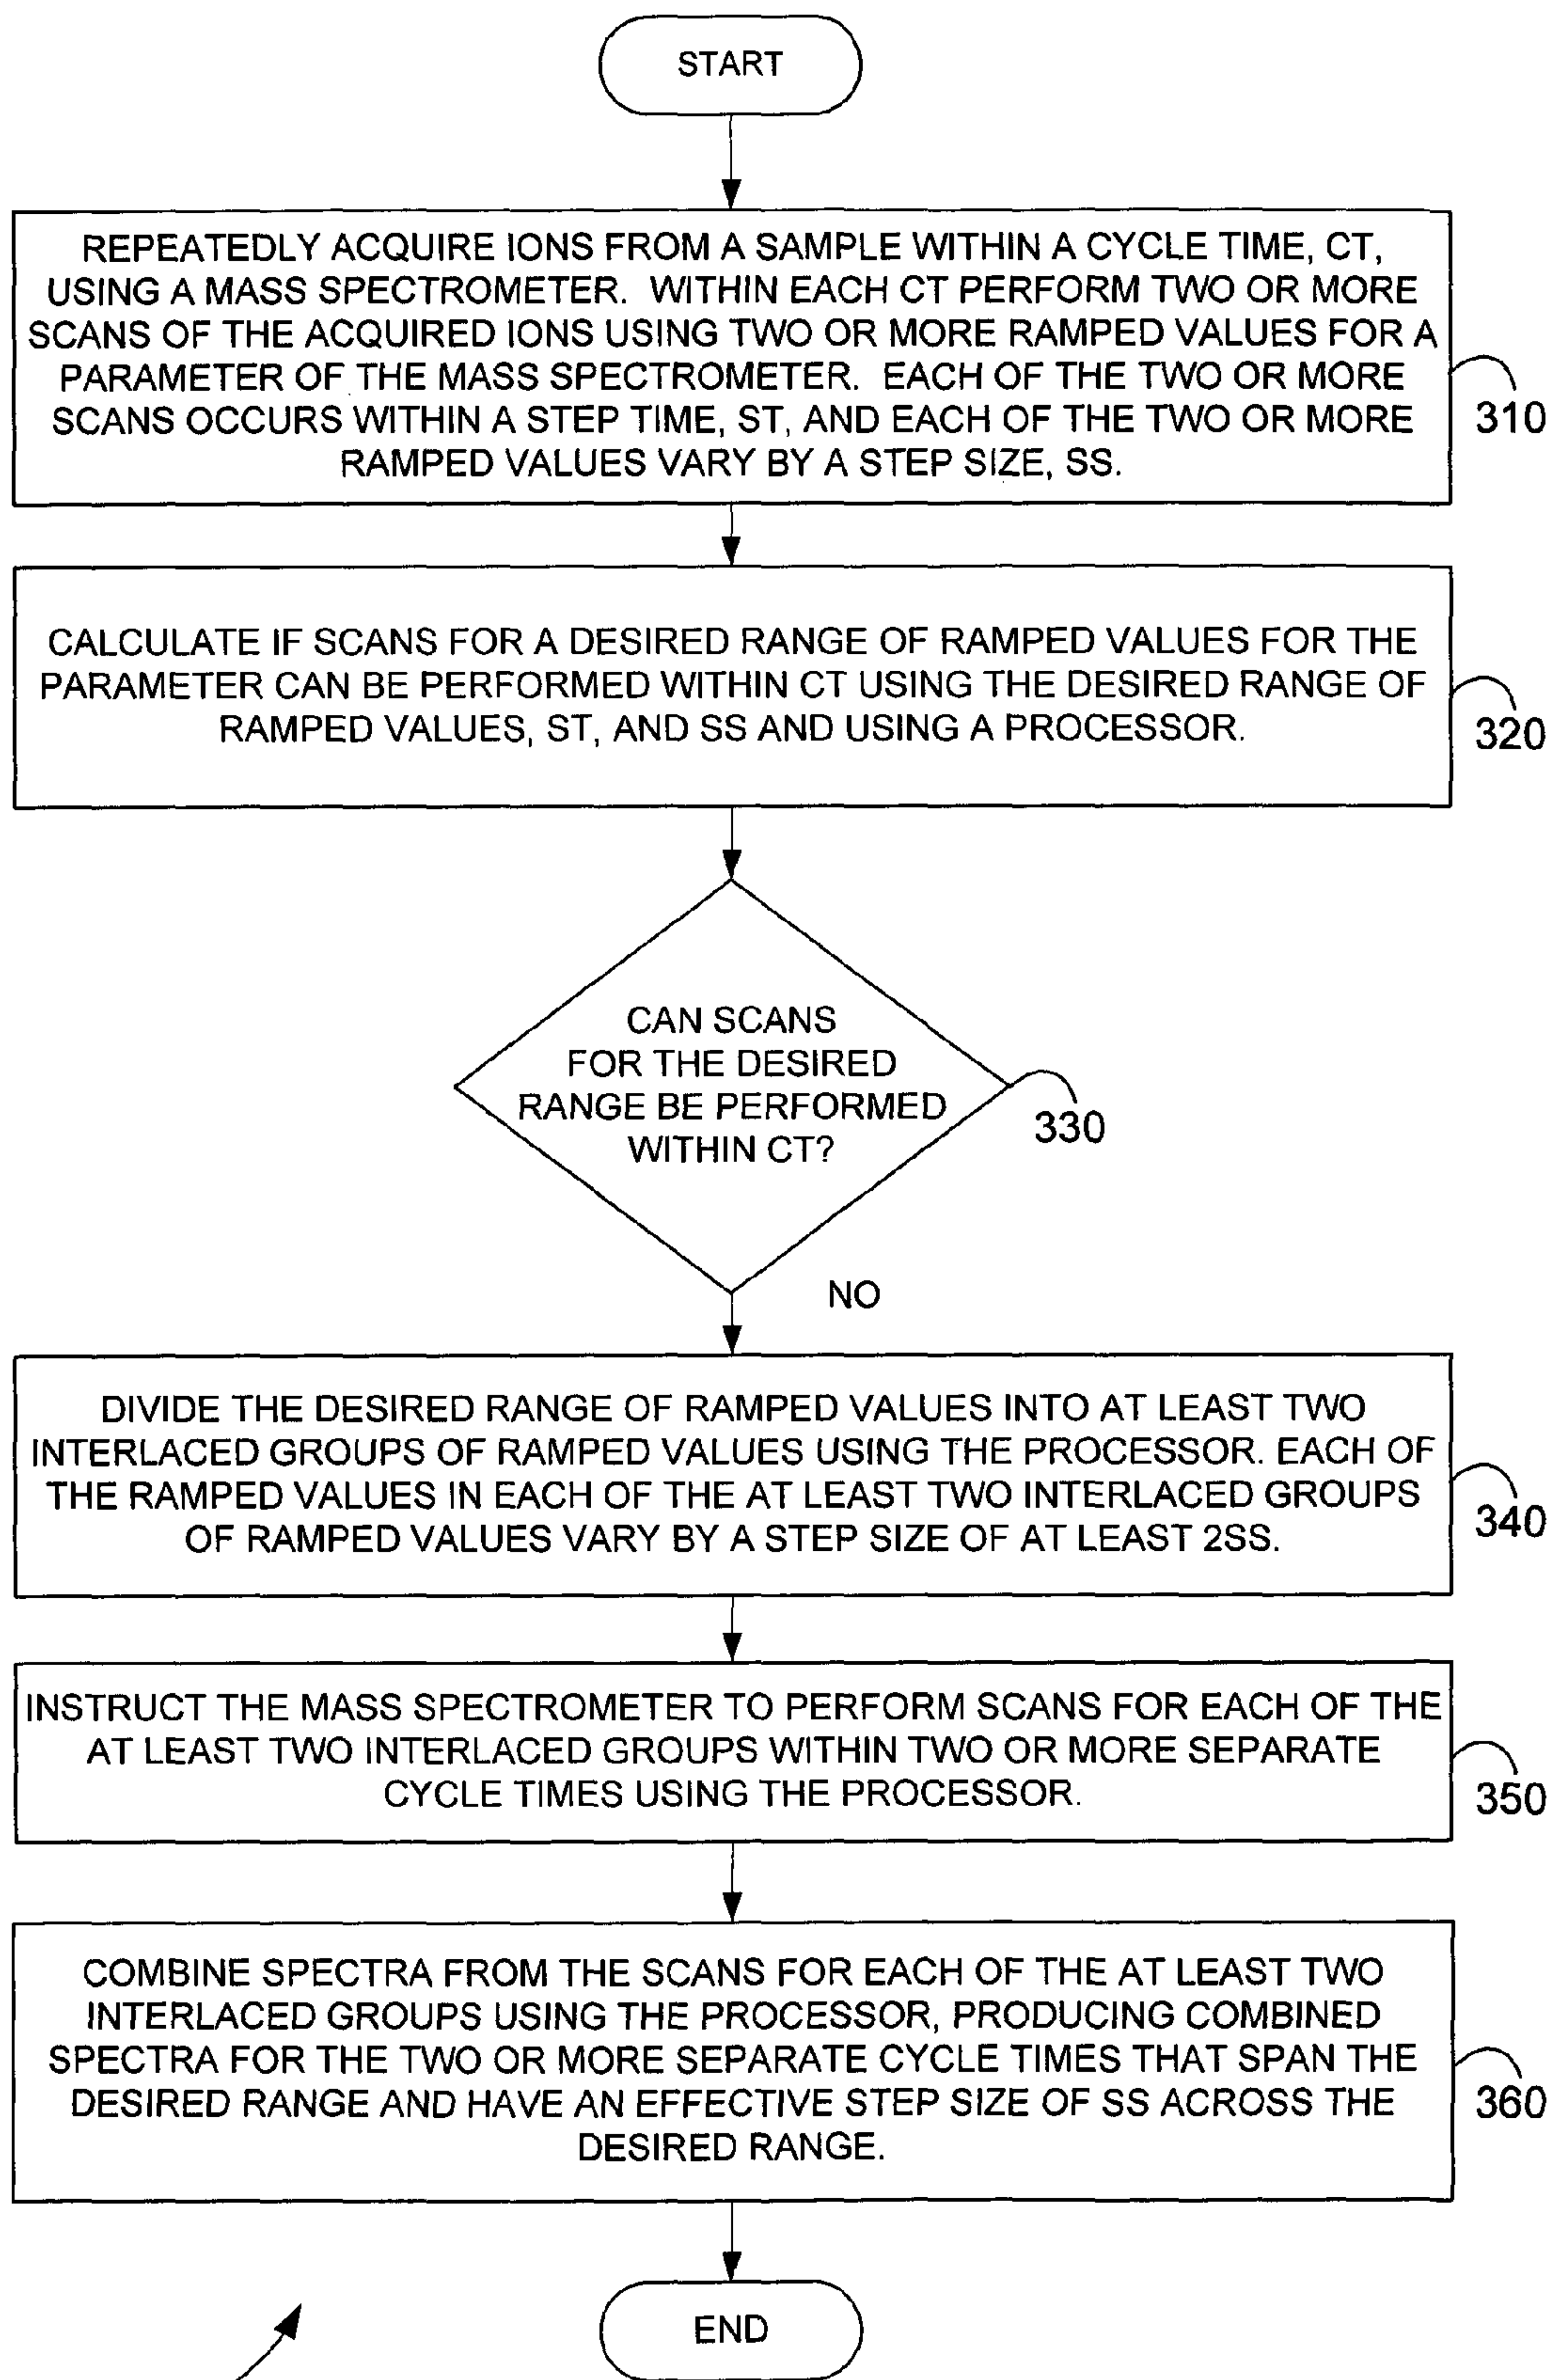 START
REPEATEDLY ACQUIRE IONS FROM A SAMPLE WITHIN A CYCLE TIME, CT,
USING A MASS SPECTROMETER. WITHIN EACH CT PERFORM TWO OR MORE
SCANS OF THE ACQUIRED IONS USING TWO OR MORE RAMPED VALUES FOR A
PARAMETER OF THE MASS SPECTROMETER. EACH OF THE TWO OR MORE
SCANS OCCURS WITHIN A STEP TIME, ST, AND EACH OF THE TWO OR MORE
RAMPED VALUES VARY BY A STEP SIZE, SS.
310
CALCULATE IF SCANS FOR A DESIRED RANGE OF RAMPED VALUES FOR THE
PARAMETER CAN BE PERFORMED WITHIN CT USING THE DESIRED RANGE OF
RAMPED VALUES, ST, AND SS AND USING A PROCESSOR.
320
CAN SCANS
FOR THE DESIRED
RANGE BE PERFORMED
WITHIN CT?
330
NO
DIVIDE THE DESIRED RANGE OF RAMPED VALUES INTO AT LEAST TWO
INTERLACED GROUPS OF RAMPED VALUES USING THE PROCESSOR. EACH OF
THE RAMPED VALUES IN EACH OF THE AT LEAST TWO INTERLACED GROUPS
OF RAMPED VALUES VARY BY A STEP SIZE OF AT LEAST 2SS.
340
INSTRUCT THE MASS SPECTROMETER TO PERFORM SCANS FOR EACH OF THE
AT LEAST TWO INTERLACED GROUPS WITHIN TWO OR MORE SEPARATE
CYCLE TIMES USING THE PROCESSOR.
350
COMBINE SPECTRA FROM THE SCANS FOR EACH OF THE AT LEAST TWO
INTERLACED GROUPS USING THE PROCESSOR, PRODUCING COMBINED
SPECTRA FOR THE TWO OR MORE SEPARATE CYCLE TIMES THAT SPAN THE
DESIRED RANGE AND HAVE AN EFFECTIVE STEP SIZE OF SS ACROSS THE
DESIRED RANGE.
360
END